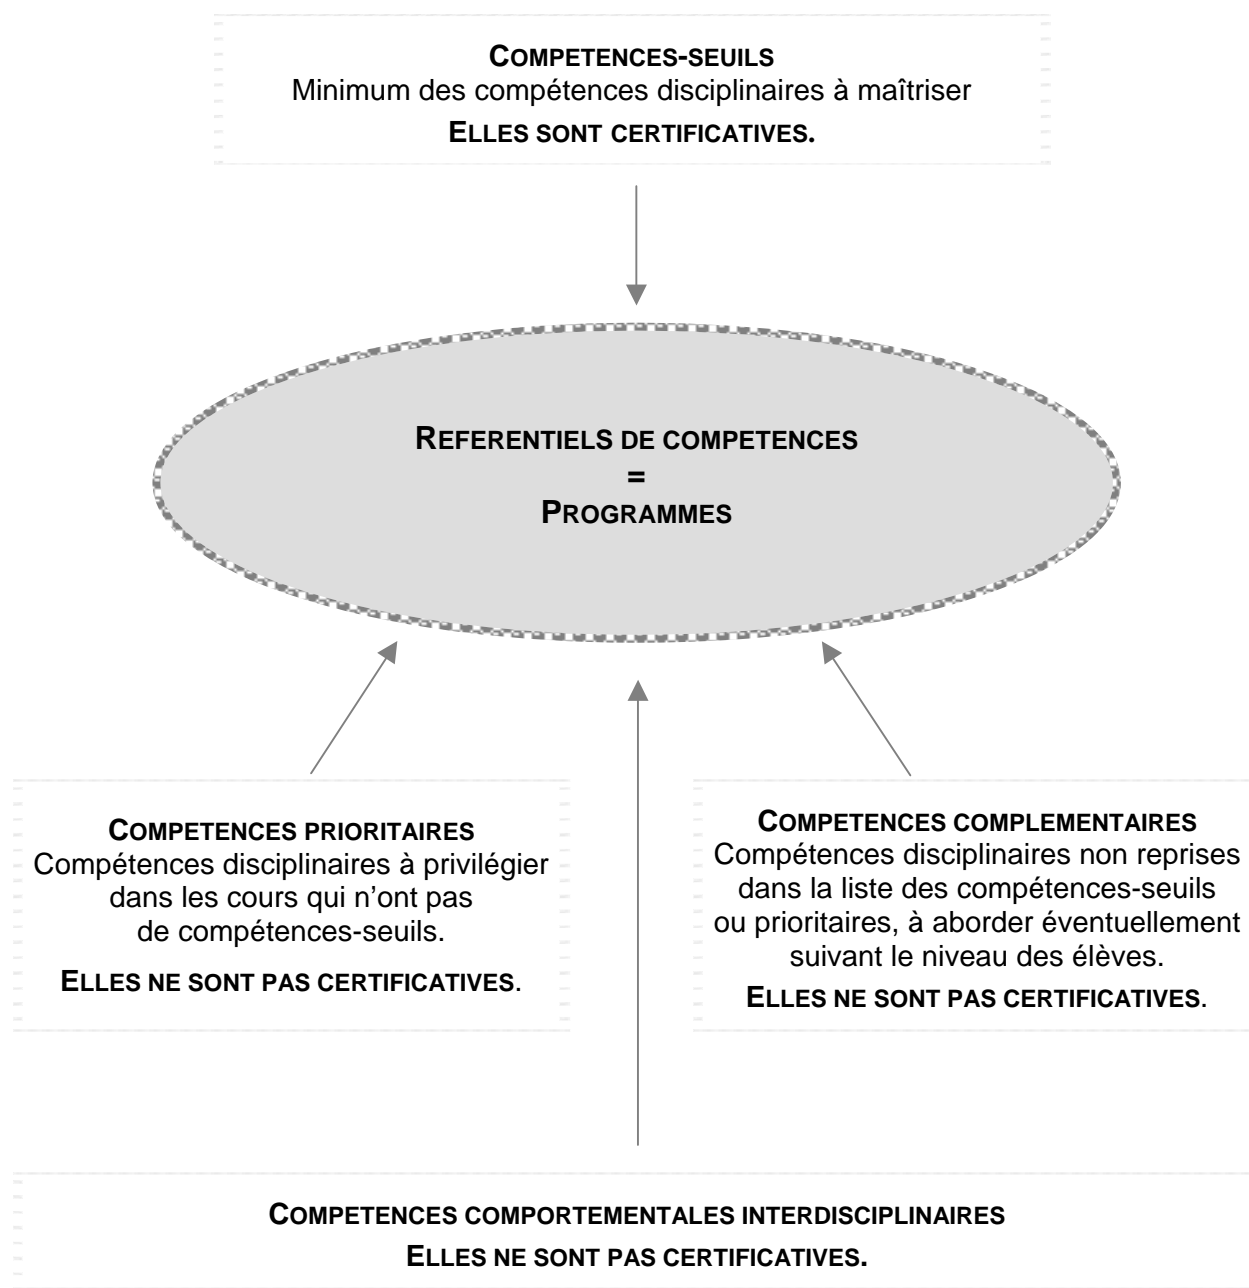 COMPETENCES-SEUILS
Minimum des compétences disciplinaires à maîtriser
ELLES SONT CERTIFICATIVES.
REFERENTIELS DE COMPETENCES
=
PROGRAMMES
COMPETENCES PRIORITAIRES
Compétences disciplinaires à privilégier
dans les cours qui n'ont pas
de compétences-seuils.
ELLES NE SONT PAS CERTIFICATIVES.
COMPETENCES COMPLEMENTAIRES
Compétences disciplinaires non reprises
dans la liste des compétences-seuils
ou prioritaires, à aborder éventuellement
suivant le niveau des élèves.
ELLES NE SONT PAS CERTIFICATIVES.
COMPETENCES COMPORTEMENTALES INTERDISCIPLINAIRES
ELLES NE SONT PAS CERTIFICATIVES.